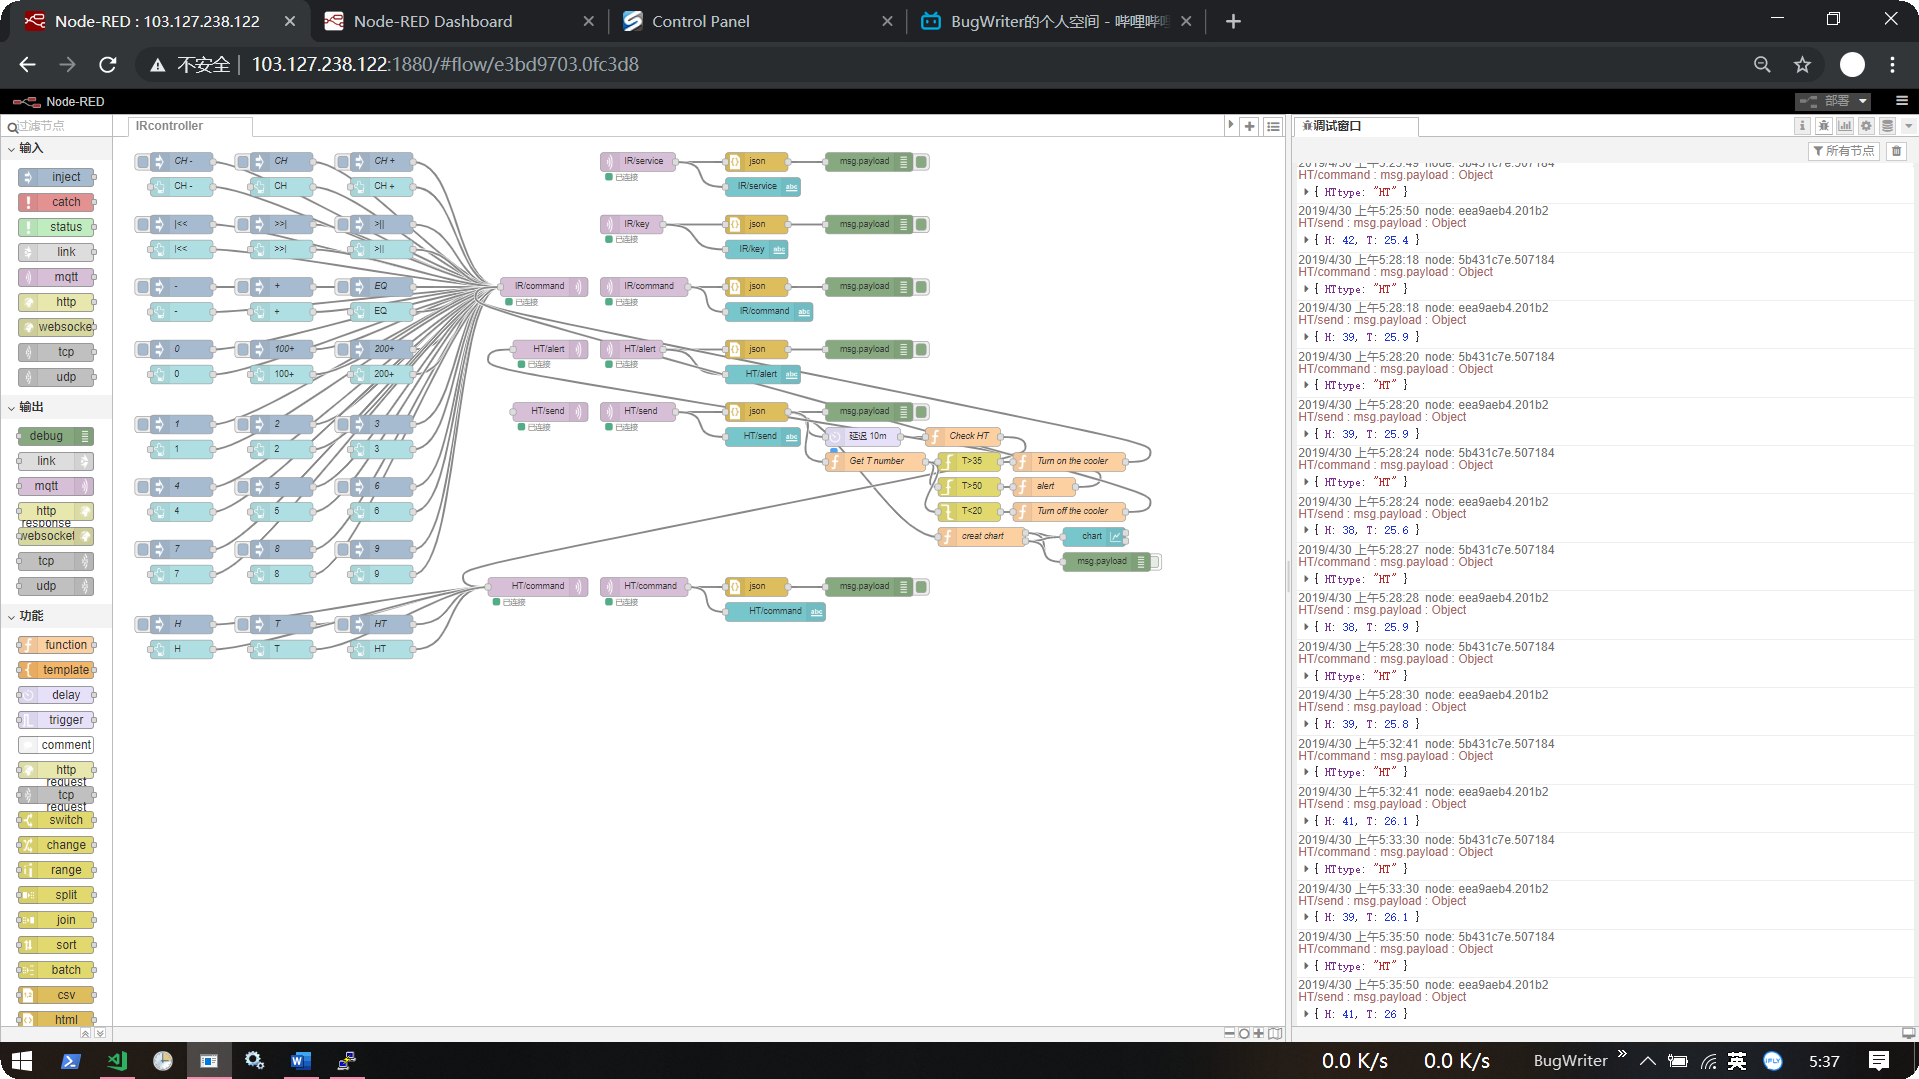 Node-RED : 103.127.238.122
Node-RED Dashboard
Control Panel
BugWriter的个人空间 - 哔哩哔哩
不安全
103.127.238.122:1880/#flow/e3bd9703.0fc3d8
Node-RED
部署
过滤节点
IRcontroller
调试窗口
所有节点
输入
inject
catch
status
link
mqtt
http
websocke
tcp
udp
输出
debug
link
mqtt
http response
websocket
tcp
udp
功能
function
template
delay
trigger
comment
http request
tcp request
switch
change
range
split
join
sort
batch
csv
html
CH - CH CH +
CH - CH CH +
|<< >>| >||
|<< >>| >||
- + EQ
- + EQ
0 100+ 200+
0 100+ 200+
1 2 3
1 2 3
4 5 6
4 5 6
7 8 9
7 8 9
H T HT
H T HT
IR/service json msg.payload
已连接 IR/service abc
IR/key json msg.payload
已连接 IR/key abc
IR/command IR/command json msg.payload
已连接 已连接 IR/command abc
HT/alert HT/alert json msg.payload
已连接 已连接 HT/alert abc
HT/send HT/send json msg.payload
已连接 已连接 HT/send abc
延迟 10m Check HT
Get T number T>35 Turn on the cooler
T>50 alert
T<20 Turn off the cooler
creat chart chart
msg.payload
HT/command HT/command json msg.payload
已连接 已连接 HT/command abc
2019/4/30 上午5:25:49 node: 5b431c7e.507184
HT/command : msg.payload : Object
{ HTtype: "HT" }
2019/4/30 上午5:25:50 node: eea9aeb4.201b2
HT/send : msg.payload : Object
{ H: 42, T: 25.4 }
2019/4/30 上午5:28:18 node: 5b431c7e.507184
HT/command : msg.payload : Object
{ HTtype: "HT" }
2019/4/30 上午5:28:18 node: eea9aeb4.201b2
HT/send : msg.payload : Object
{ H: 39, T: 25.9 }
2019/4/30 上午5:28:20 node: 5b431c7e.507184
HT/command : msg.payload : Object
{ HTtype: "HT" }
2019/4/30 上午5:28:20 node: eea9aeb4.201b2
HT/send : msg.payload : Object
{ H: 39, T: 25.9 }
2019/4/30 上午5:28:24 node: 5b431c7e.507184
HT/command : msg.payload : Object
{ HTtype: "HT" }
2019/4/30 上午5:28:24 node: eea9aeb4.201b2
HT/send : msg.payload : Object
{ H: 38, T: 25.6 }
2019/4/30 上午5:28:27 node: 5b431c7e.507184
HT/command : msg.payload : Object
{ HTtype: "HT" }
2019/4/30 上午5:28:28 node: eea9aeb4.201b2
HT/send : msg.payload : Object
{ H: 38, T: 25.9 }
2019/4/30 上午5:28:30 node: 5b431c7e.507184
HT/command : msg.payload : Object
{ HTtype: "HT" }
2019/4/30 上午5:28:30 node: eea9aeb4.201b2
HT/send : msg.payload : Object
{ H: 39, T: 25.8 }
2019/4/30 上午5:32:41 node: 5b431c7e.507184
HT/command : msg.payload : Object
{ HTtype: "HT" }
2019/4/30 上午5:32:41 node: eea9aeb4.201b2
HT/send : msg.payload : Object
{ H: 41, T: 26.1 }
2019/4/30 上午5:33:30 node: 5b431c7e.507184
HT/command : msg.payload : Object
{ HTtype: "HT" }
2019/4/30 上午5:33:30 node: eea9aeb4.201b2
HT/send : msg.payload : Object
{ H: 39, T: 26.1 }
2019/4/30 上午5:35:50 node: 5b431c7e.507184
HT/command : msg.payload : Object
{ HTtype: "HT" }
2019/4/30 上午5:35:50 node: eea9aeb4.201b2
HT/send : msg.payload : Object
{ H: 41, T: 26 }
0.0 K/s 0.0 K/s BugWriter 英 iFLY 5:37